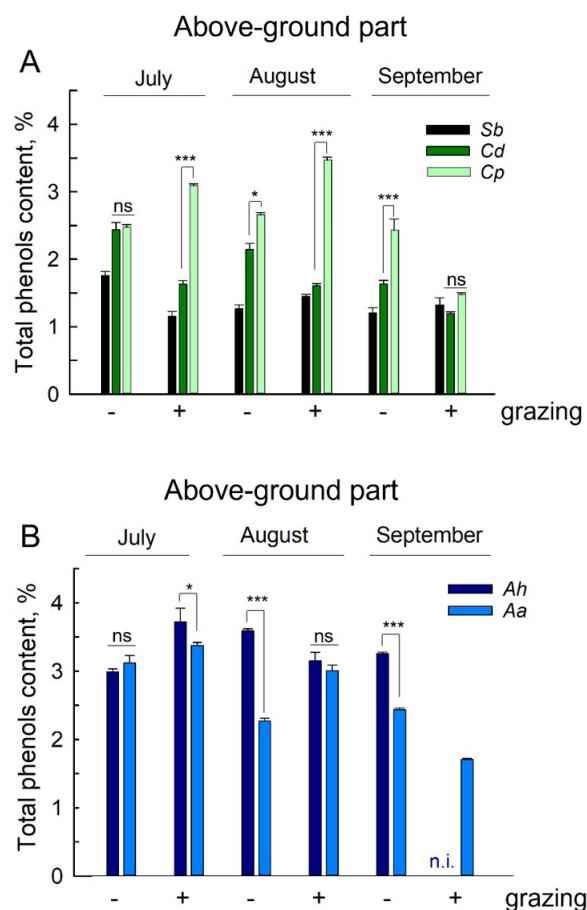 Above-ground part
A
July August September
Total phenols content, %
4
3
2
1
0
Sb
Cd
Cp
ns *** * *** *** ns
- + - + - + grazing
Above-ground part
B
July August September
Total phenols content, %
4
3
2
1
0
Ah
Aa
ns * *** ns *** n.i.
- + - + - + grazing